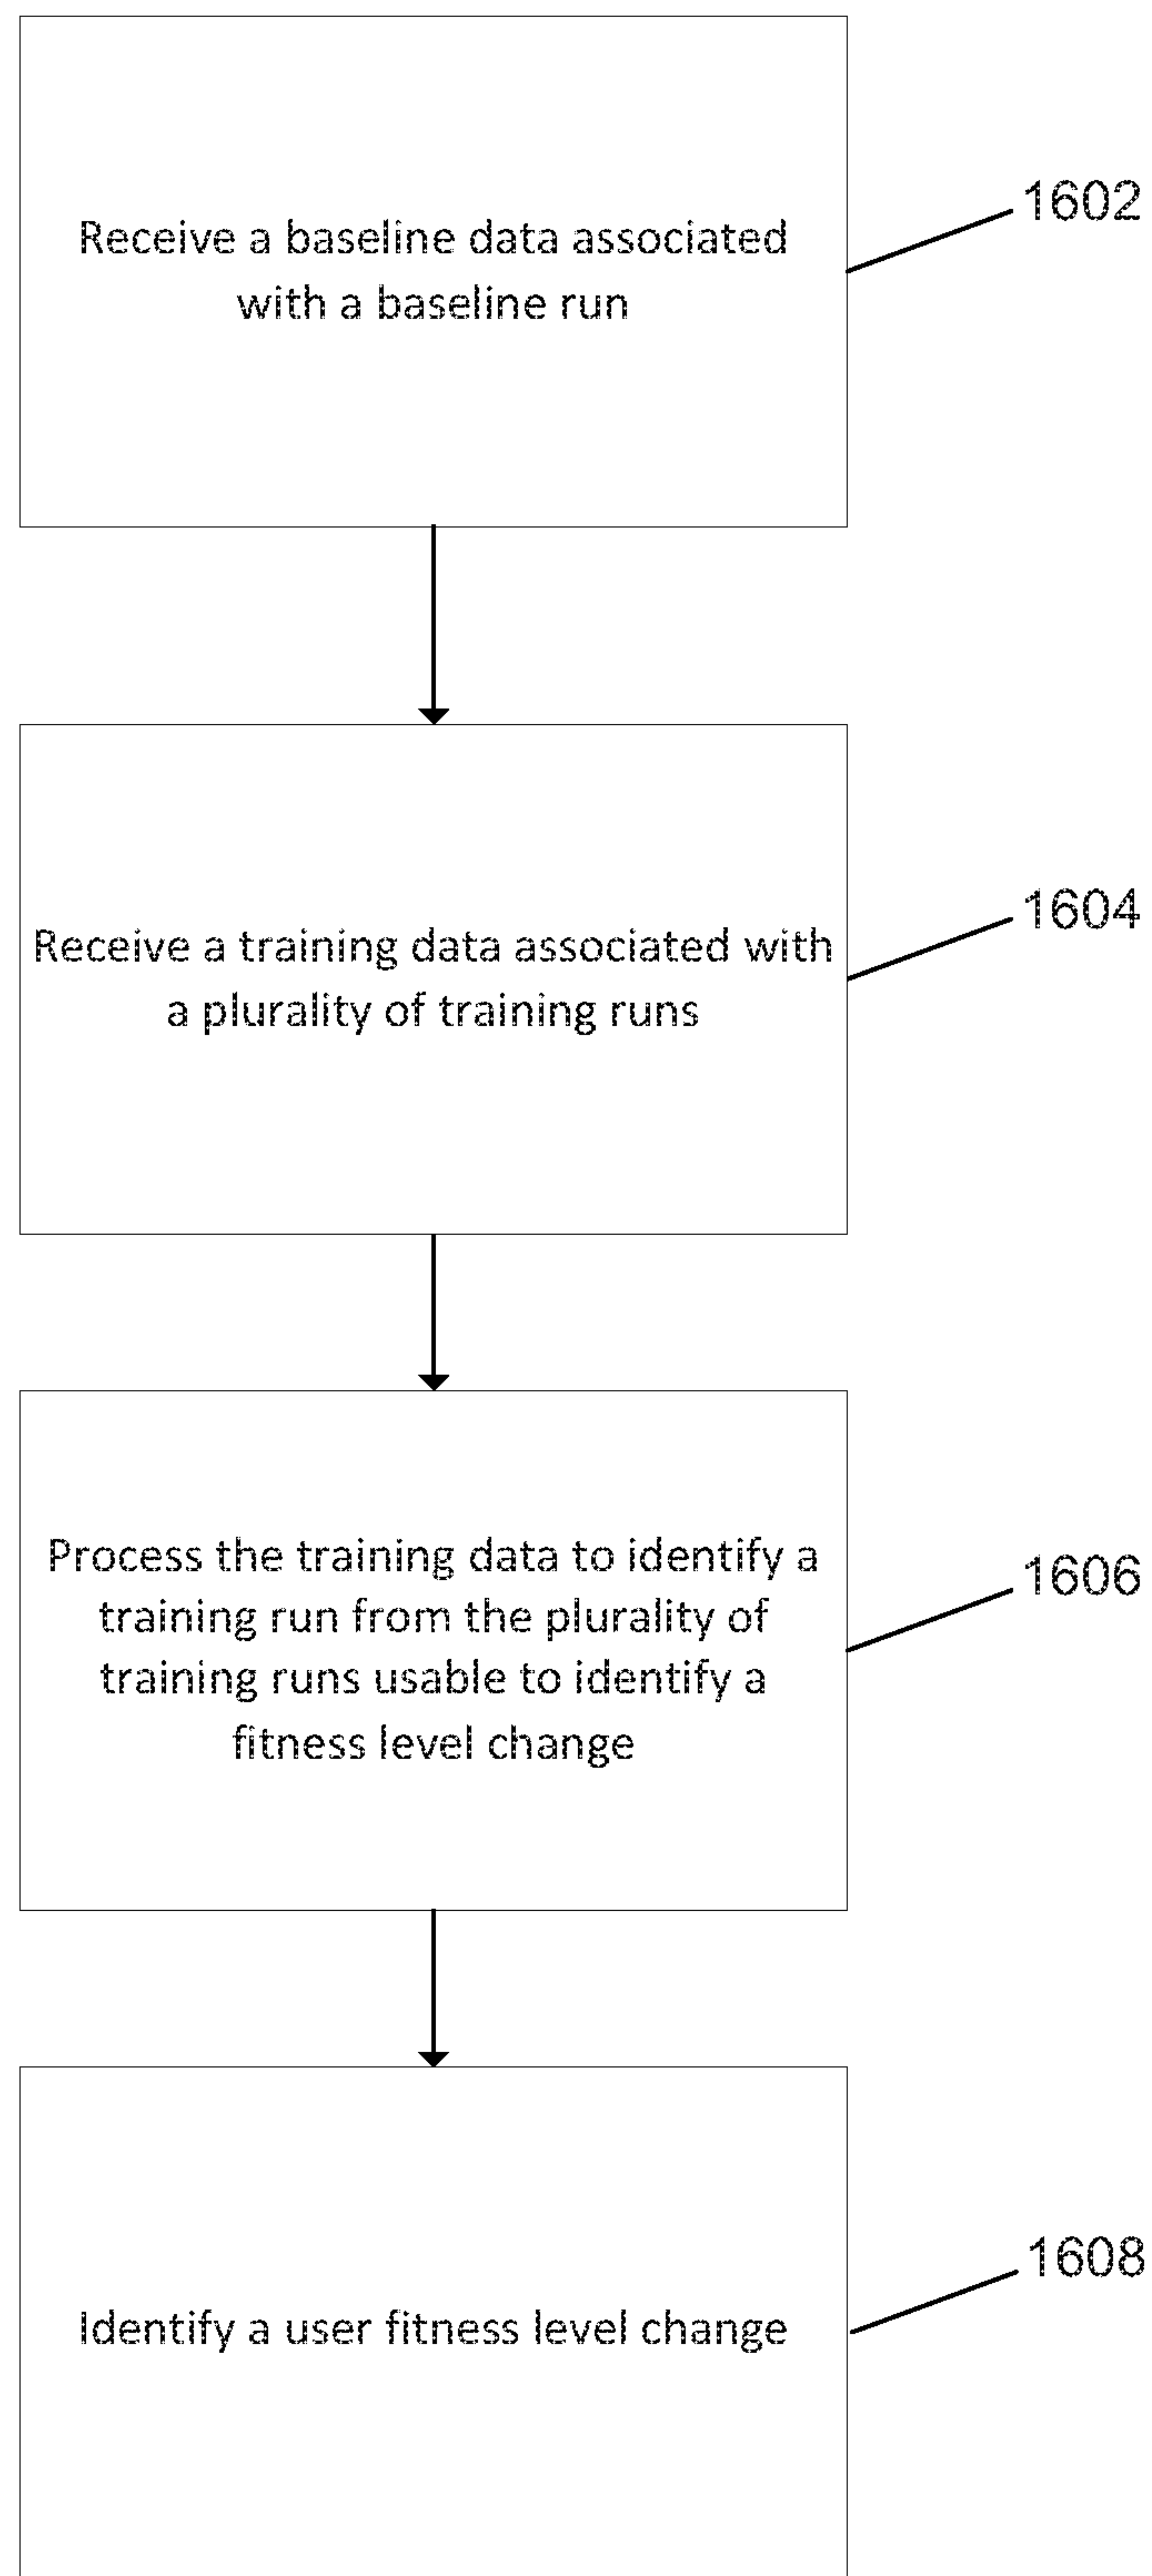 Receive a baseline data associated
with a baseline run
1602
Receive a training data associated with
a plurality of training runs
1604
Process the training data to identify a
training run from the plurality of
training runs usable to identify a
fitness level change
1606
Identify a user fitness level change
1608